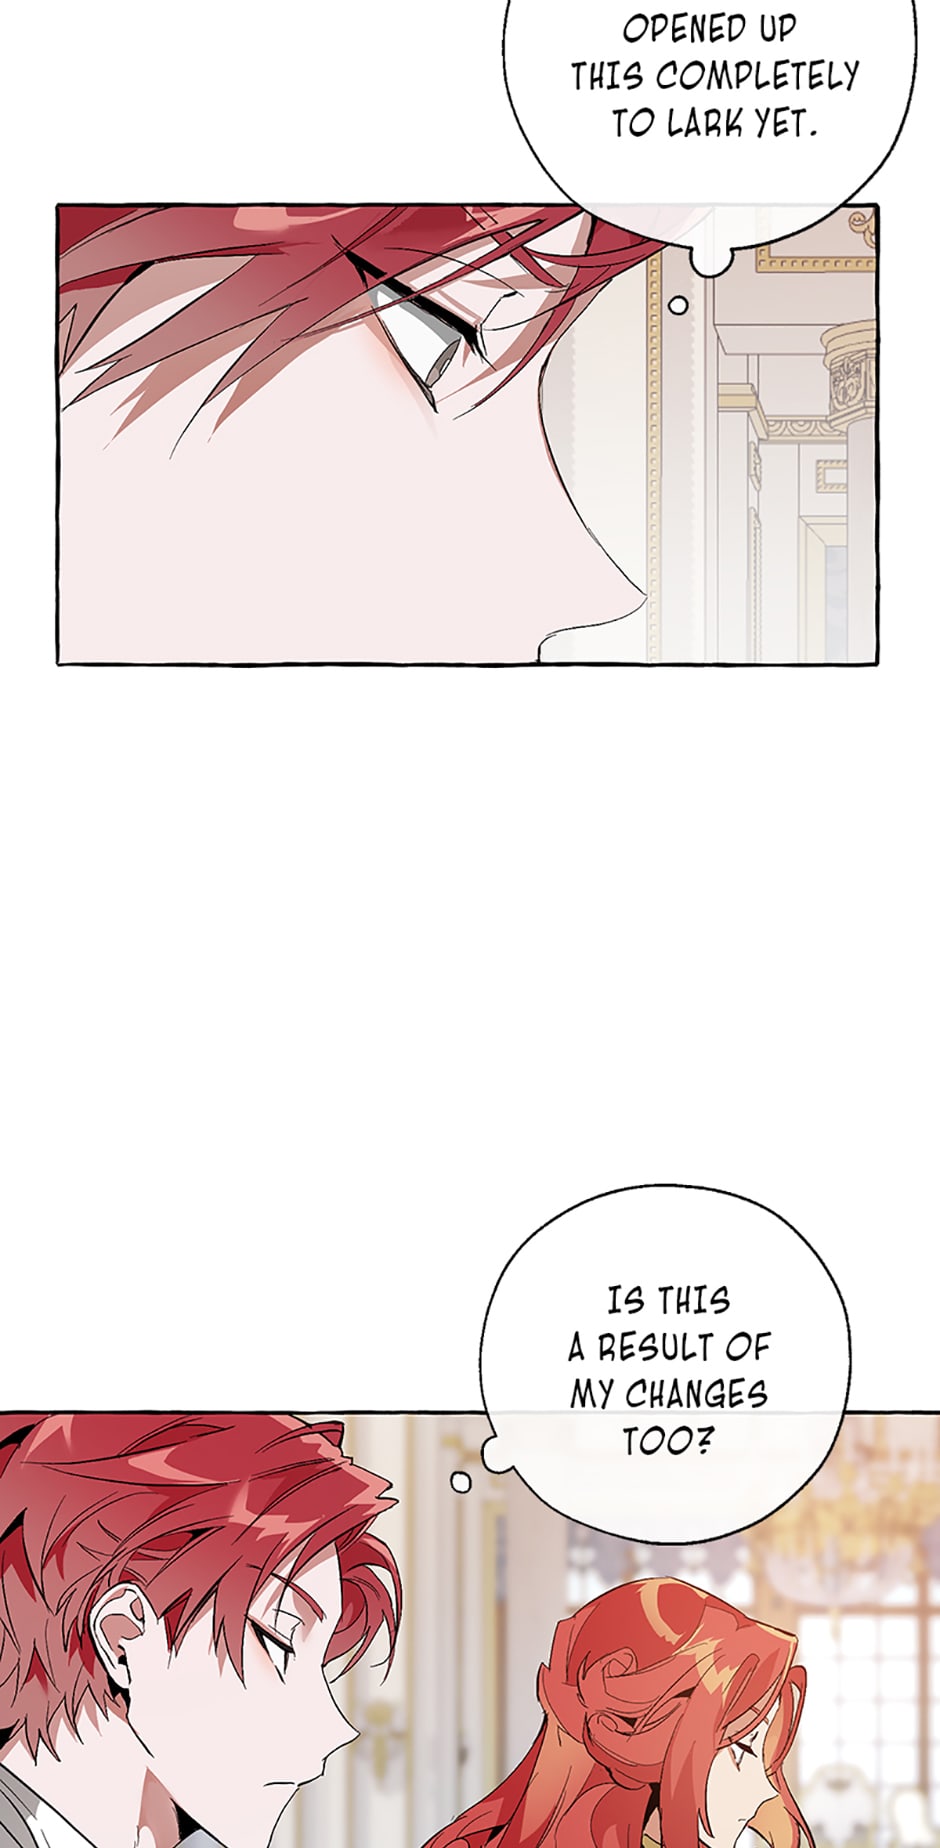 OPENED UP
THIS COMPLETELY
TO LARK YET.
IS THIS
A RESULT OF
MY CHANGES
TOO?